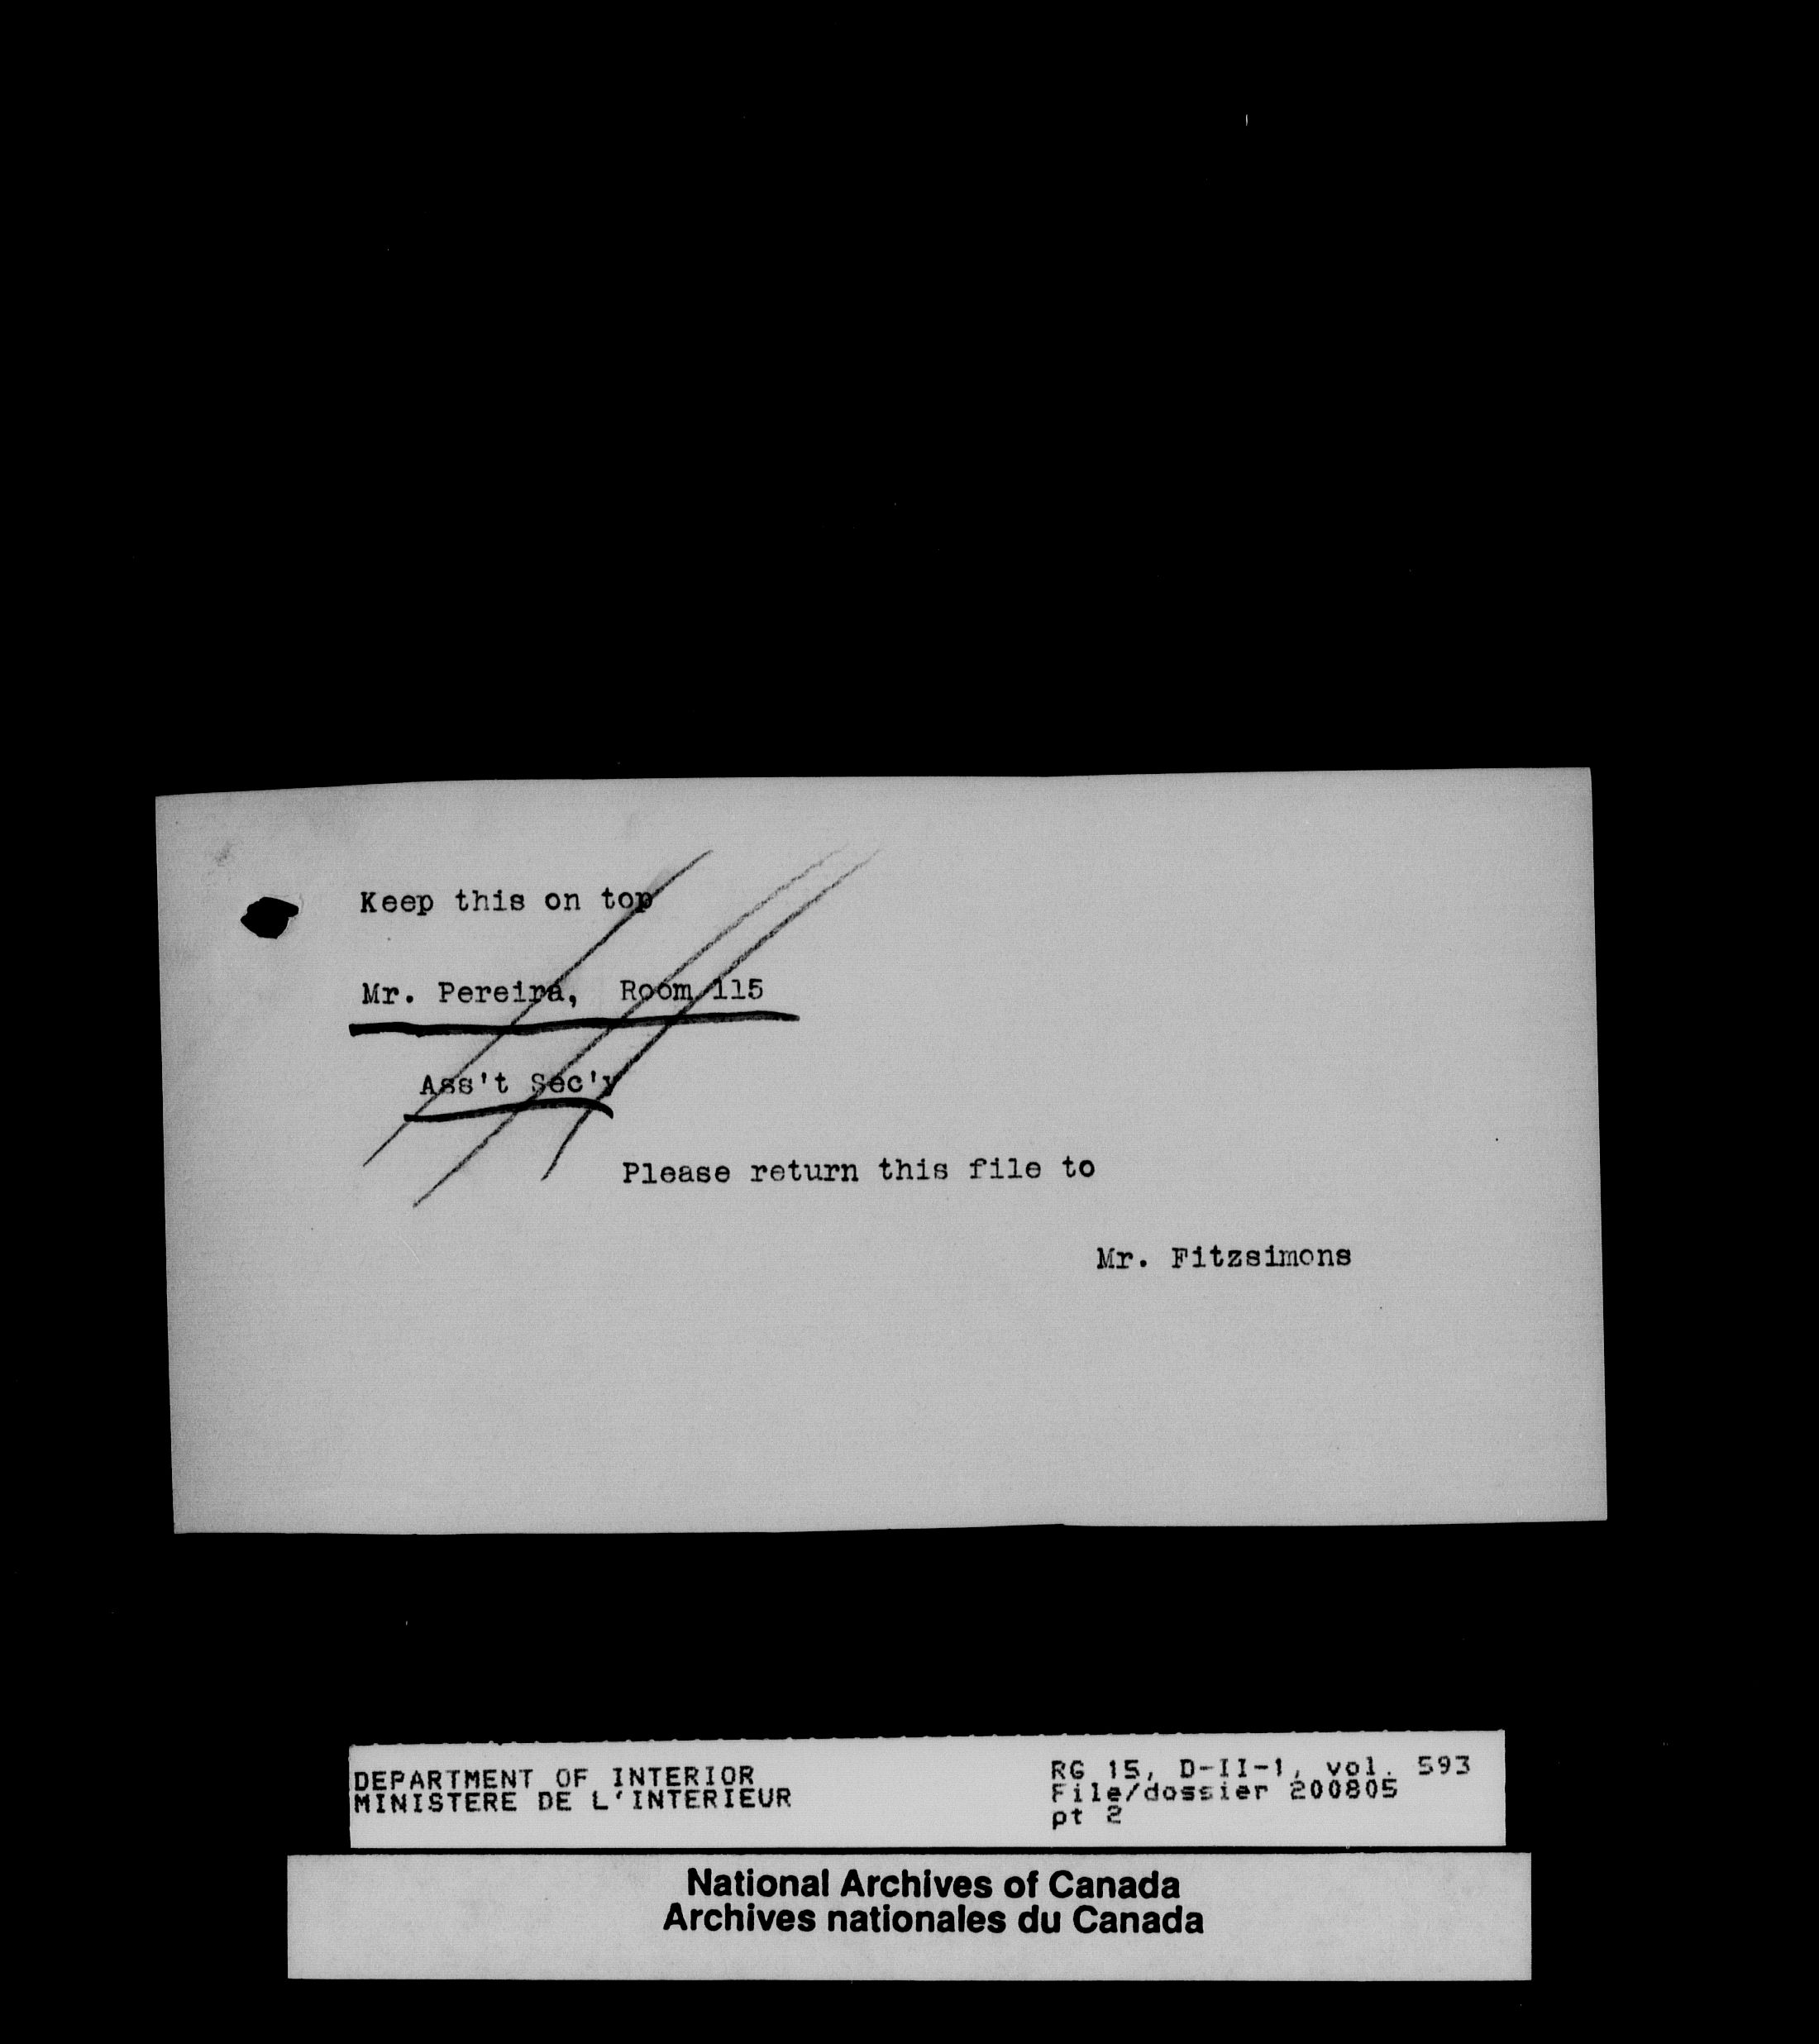 Keep this on top
Mr. Pereira, Room 115
Ass't Sec'y
Please return this file to
Mr. Fitzsimons
DEPARTMENT OF INTERIOR
MINISTERE DE L'INTERIEUR
RG 15, D-II-1, vol. 593
File/dossier 200805
pt 2
National Archives of Canada
Archives nationales du Canada